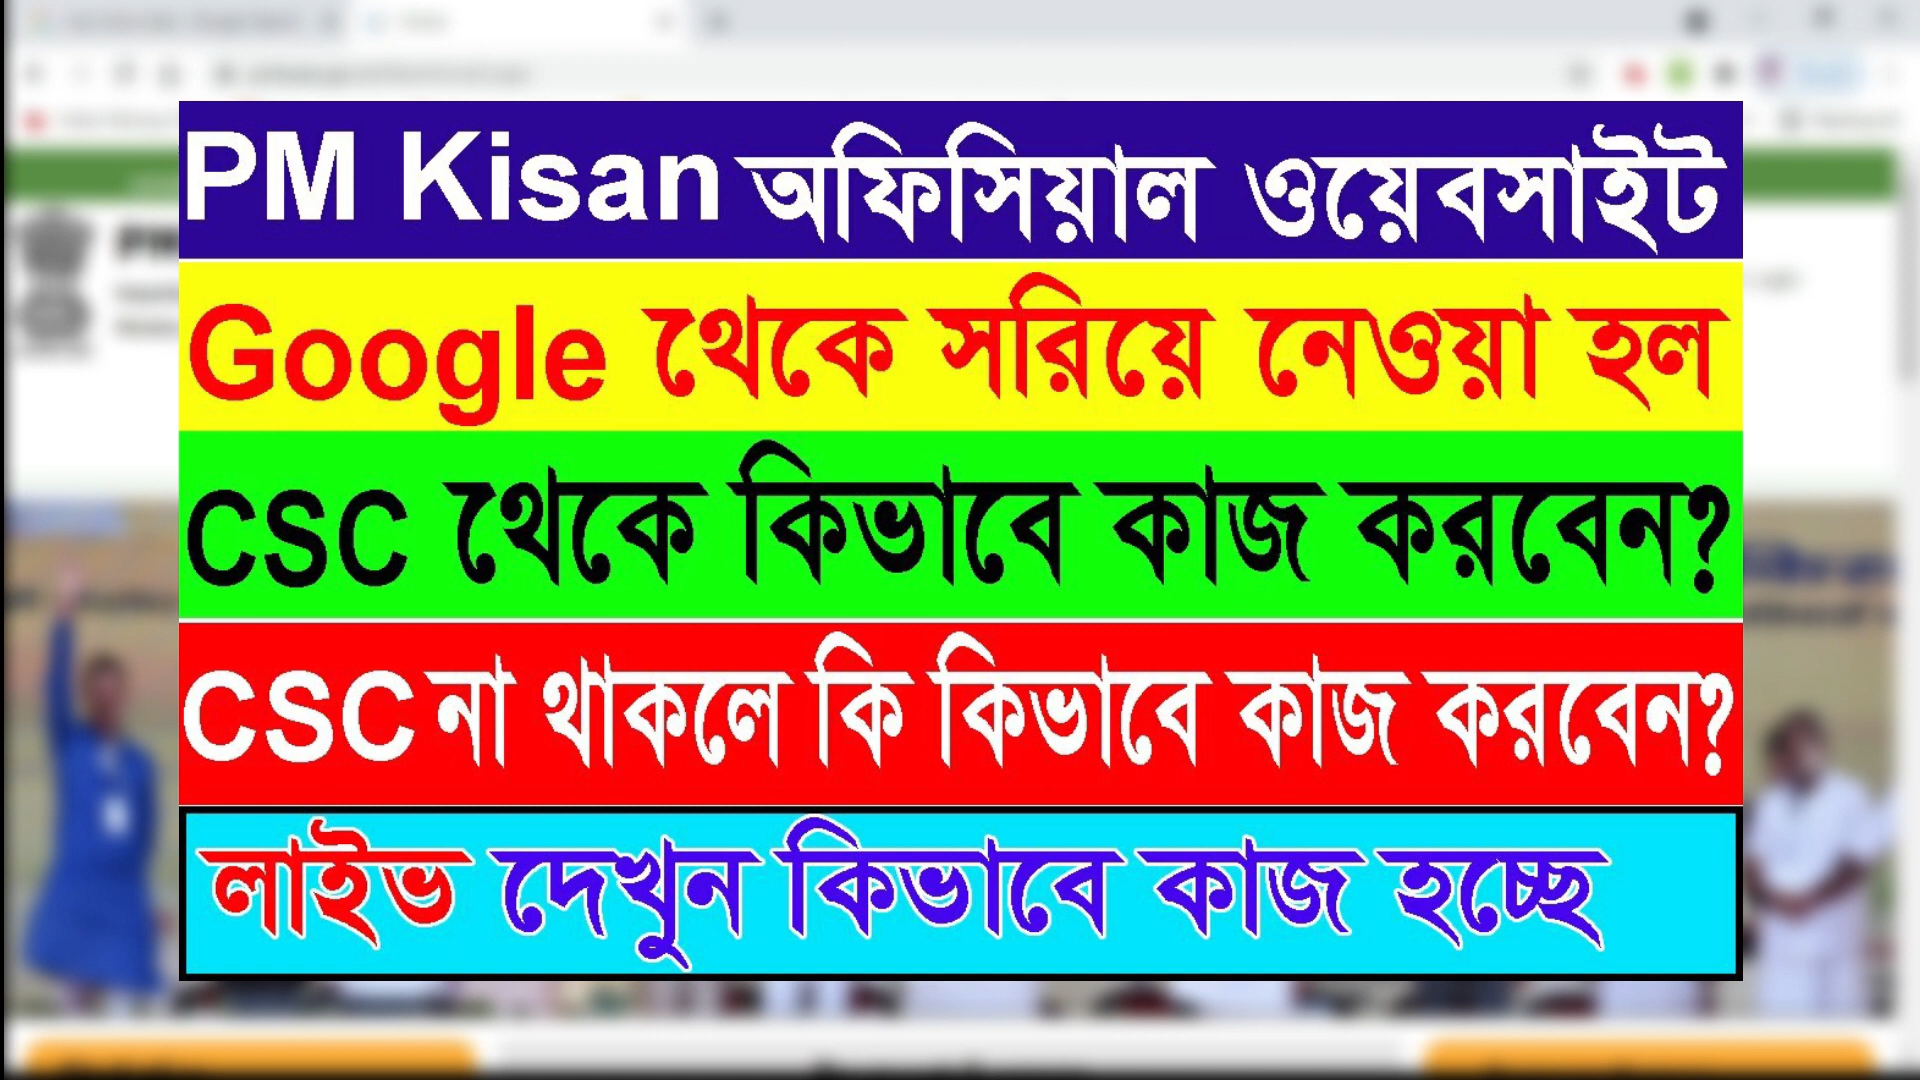 PM Kisan অফিসিয়াল ওয়েবসাইট
Google থেকে সরিয়ে নেওয়া হল
CSC থেকে কিভাবে কাজ করবেন?
CSC না থাকলে কি কিভাবে কাজ করবেন?
লাইভ দেখুন কিভাবে কাজ হচ্ছে